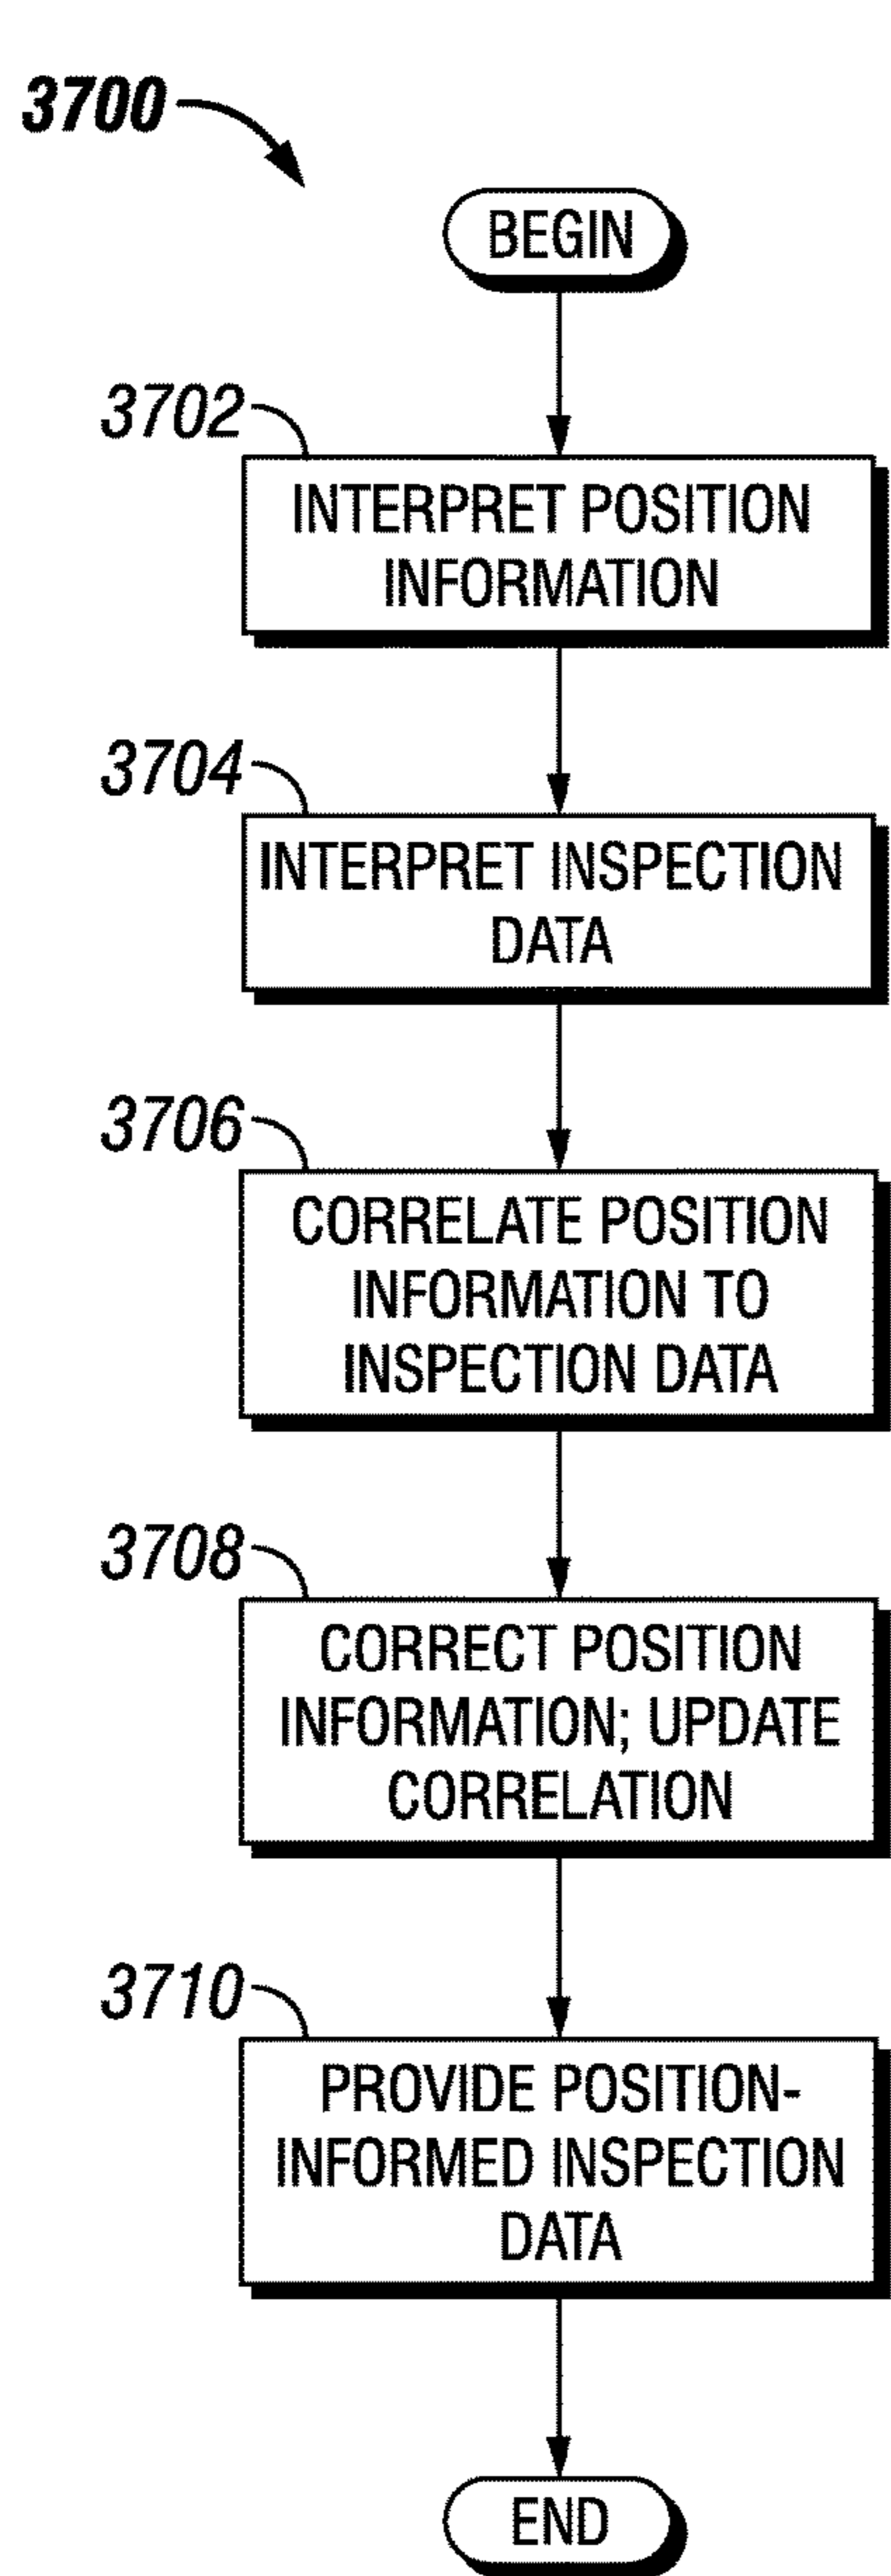 3700
BEGIN
3702
INTERPRET POSITION
INFORMATION
3704
INTERPRET INSPECTION
DATA
3706
CORRELATE POSITION
INFORMATION TO
INSPECTION DATA
3708
CORRECT POSITION
INFORMATION; UPDATE
CORRELATION
3710
PROVIDE POSITION-
INFORMED INSPECTION
DATA
END